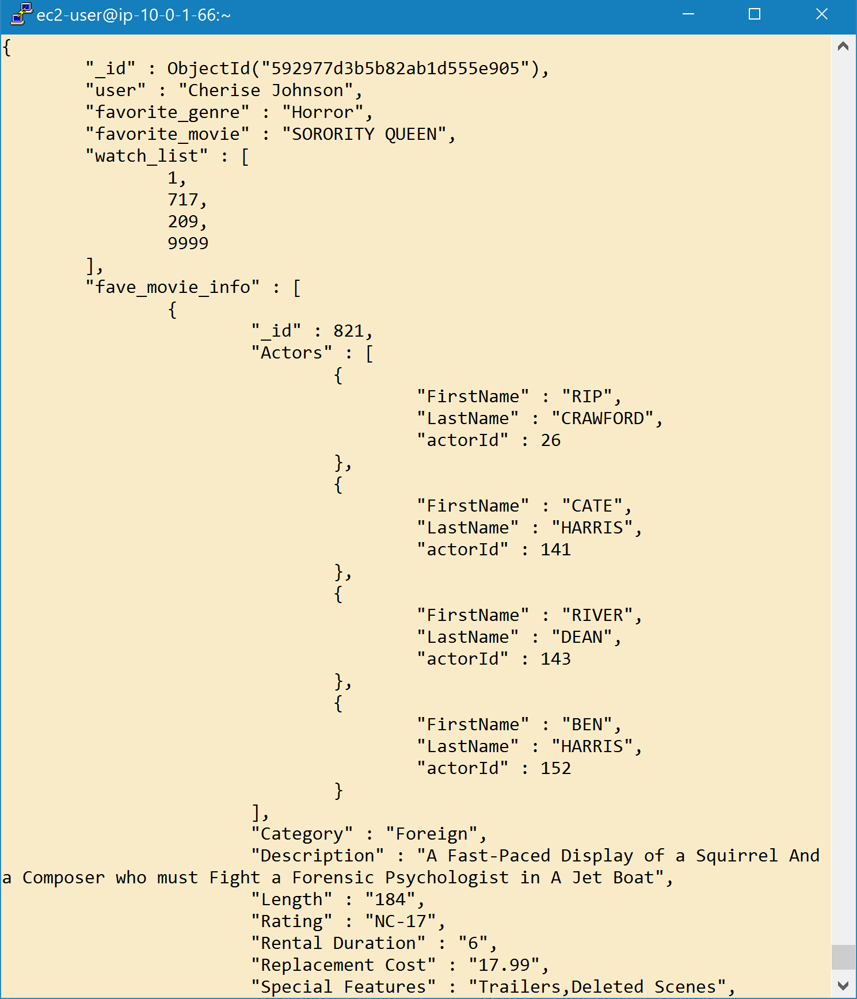 ec2-user@ip-10-0-1-66:~
{
"_id" : ObjectId("592977d3b5b82ab1d555e905"),
"user" : "Cherise Johnson",
"favorite_genre" : "Horror",
"favorite_movie" : "SORORITY QUEEN",
"watch_list" : [
1,
717,
209,
9999
],
"fave_movie_info" : [
{
"_id" : 821,
"Actors" : [
{
"FirstName" : "RIP",
"LastName" : "CRAWFORD",
"actorId" : 26
},
{
"FirstName" : "CATE",
"LastName" : "HARRIS",
"actorId" : 141
},
{
"FirstName" : "RIVER",
"LastName" : "DEAN",
"actorId" : 143
},
{
"FirstName" : "BEN",
"LastName" : "HARRIS",
"actorId" : 152
}
],
"Category" : "Foreign",
"Description" : "A Fast-Paced Display of a Squirrel And
a Composer who must Fight a Forensic Psychologist in A Jet Boat",
"Length" : "184",
"Rating" : "NC-17",
"Rental Duration" : "6",
"Replacement Cost" : "17.99",
"Special Features" : "Trailers,Deleted Scenes",